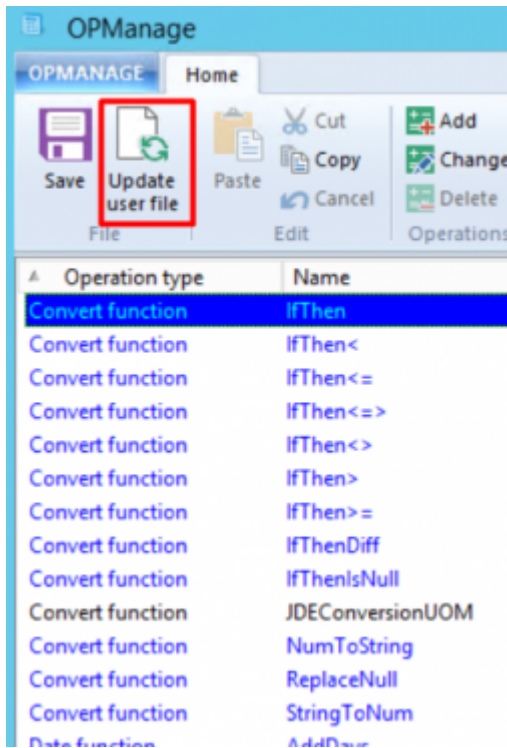 OPManage
OPMANAGE Home
Save
Update
user file
Paste
Cut
Copy
Cancel
Add
Change
Delete
File Edit Operations
Operation type Name
Convert function IfThen
Convert function IfThen<
Convert function IfThen<=
Convert function IfThen<=>
Convert function IfThen<>
Convert function IfThen>
Convert function IfThen>=
Convert function IfThenDiff
Convert function IfThenIsNull
Convert function JDEConversionUOM
Convert function NumToString
Convert function ReplaceNull
Convert function StringToNum
Date function AddDays